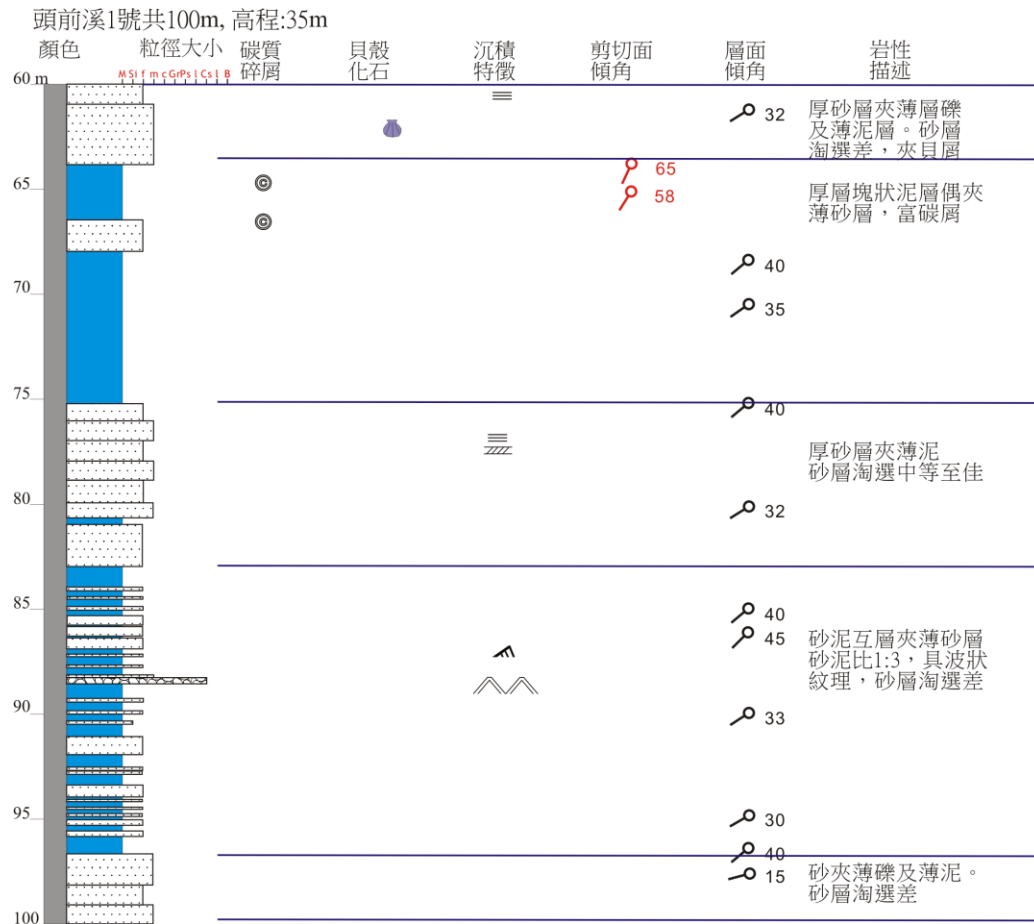 頭前溪1號共100m, 高程:35m
顏色 粒徑大小 碳質 貝殼 沉積 剪切面 層面 岩性
碎屑 化石 特徵 傾角 傾角 描述
M Si f m c GrPs l Cs l B
60 m
32
厚砂層夾薄層礫
及薄泥層。砂層
淘選差，夾貝屑
65
65
58
厚層塊狀泥層偶夾
薄砂層，富碳屑
40
70
35
75
40
厚砂層夾薄泥
砂層淘選中等至佳
80
32
85
40
45
砂泥互層夾薄砂層
砂泥比1:3，具波狀
紋理，砂層淘選差
90
33
95
30
40
15
砂夾薄礫及薄泥。
砂層淘選差
100